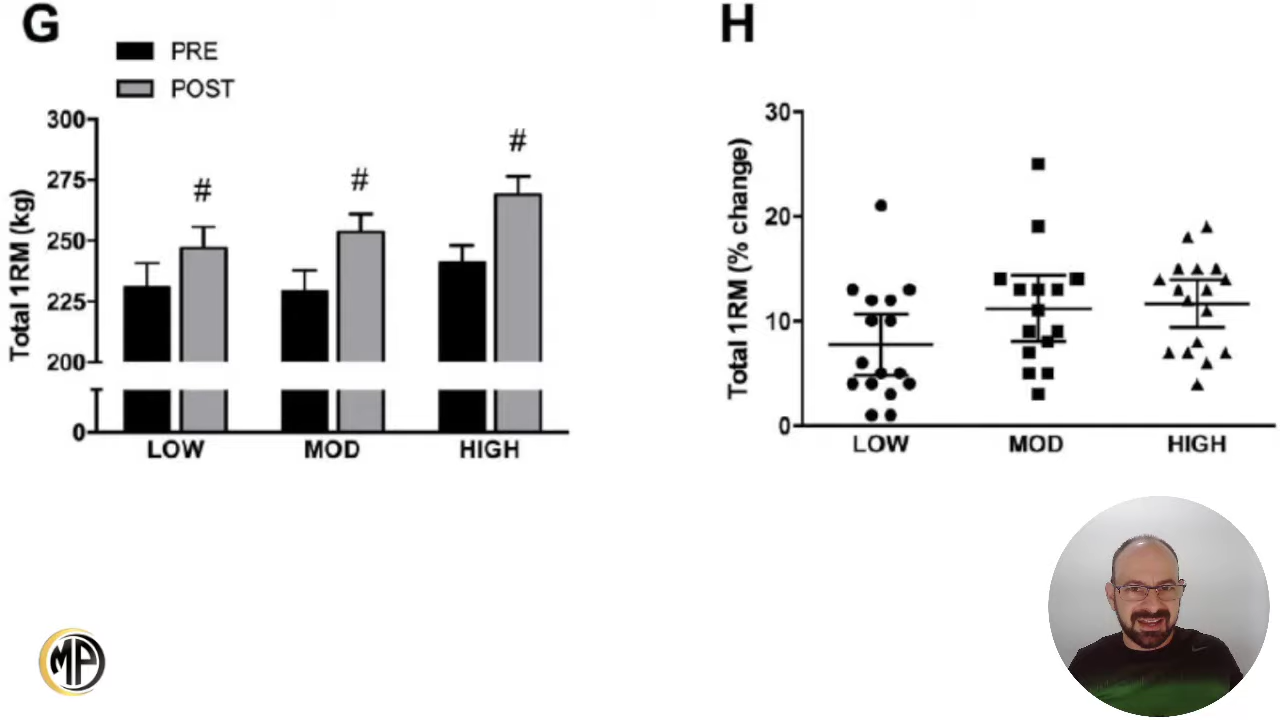 G
PRE
POST
Total 1RM (kg)
300
275
250
225
200
0
#
#
#
LOW
MOD
HIGH
H
Total 1RM (% change)
30
20
10
0
LOW
MOD
HIGH
MP